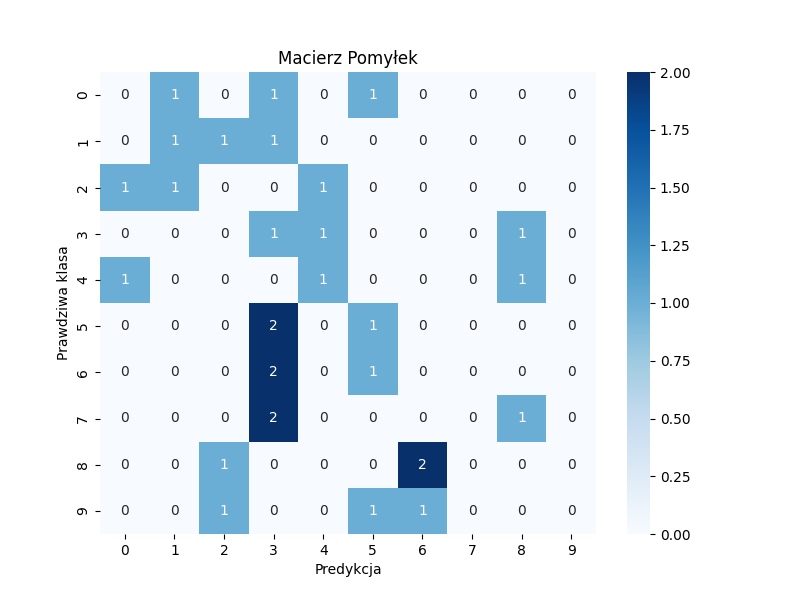 Macierz Pomyłek
0 0 1 0 1 0 1 0 0 0 0
1 0 1 1 1 0 0 0 0 0 0
2 1 1 0 0 1 0 0 0 0 0
3 0 0 0 1 1 0 0 0 1 0
4 1 0 0 0 1 0 0 0 1 0
5 0 0 0 2 0 1 0 0 0 0
6 0 0 0 2 0 1 0 0 0 0
7 0 0 0 2 0 0 0 0 1 0
8 0 0 1 0 0 0 2 0 0 0
9 0 0 1 0 0 1 1 0 0 0
0 1 2 3 4 5 6 7 8 9
Predykcja
Prawdziwa klasa
2.00
1.75
1.50
1.25
1.00
0.75
0.50
0.25
0.00